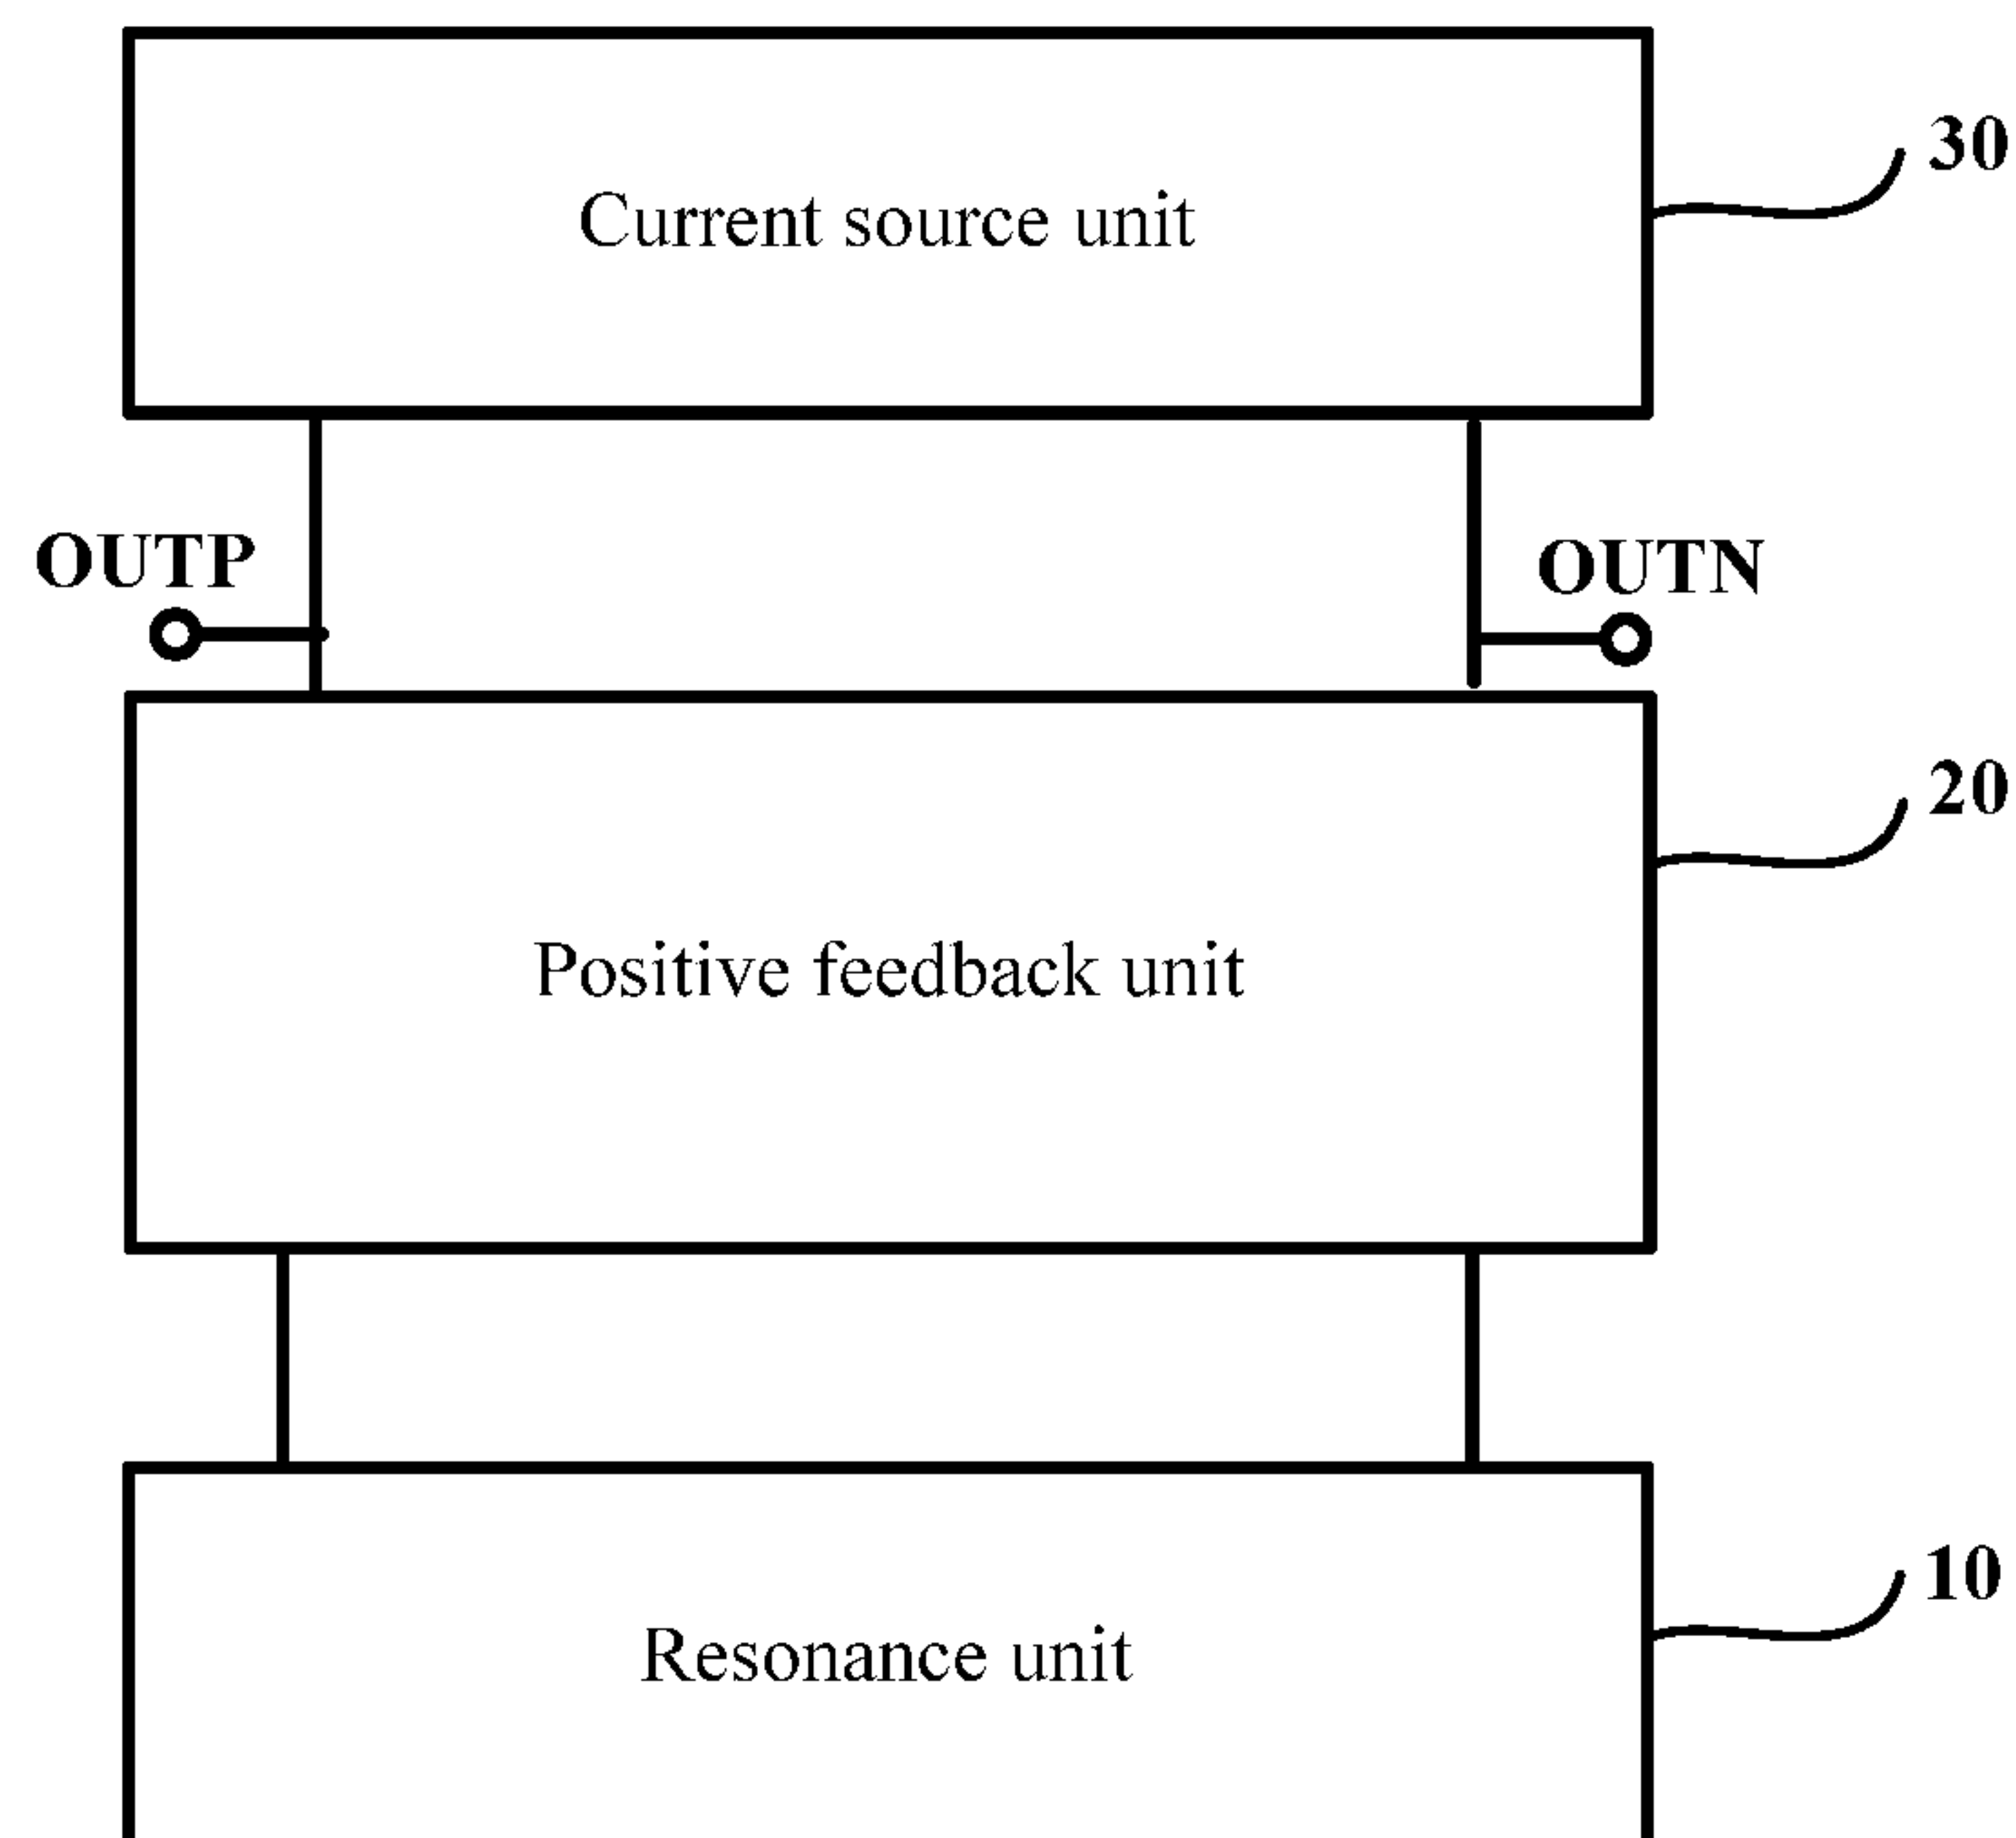 30
Current source unit
OUTP
OUTN
20
Positive feedback unit
10
Resonance unit